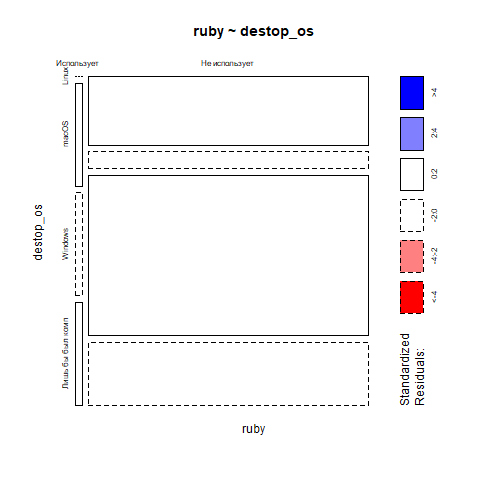 ruby ~ destop_os
Использует
Не использует
Linux
macOS
Windows
Лишь бы был комп
destop_os
ruby
>4
2:4
0:2
-2:0
-4:-2
<-4
Standardized
Residuals: